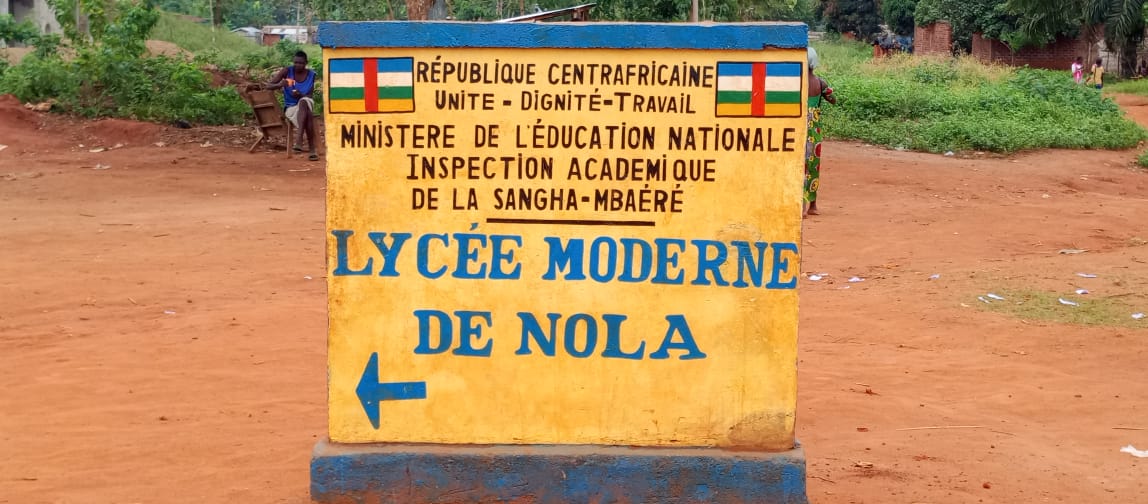 RÉPUBLIQUE CENTRAFRICAINE
UNITE - DIGNITÉ - TRAVAIL
MINISTERE DE L'ÉDUCATION NATIONALE
INSPECTION ACADEMIQUE
DE LA SANGHA-MBAÉRÉ
LYCÉE MODERNE
DE NOLA